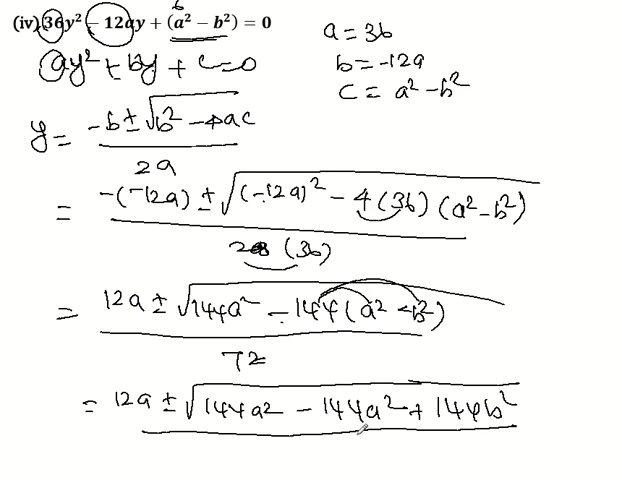 (iv) 36y² − 12ay + (a² − b²) = 0
6
ay² + by + c = 0
a = 36
b = -12a
c = a² - b²
y = (-b ± √(b² - 4ac)) / 2a
= (-(-12a) ± √((-12a)² - 4(36)(a² - b²))) / 2(36)
= (12a ± √(144a² - 144(a² - b²))) / 72
= 12a ± √(144a² - 144a² + 144b²)